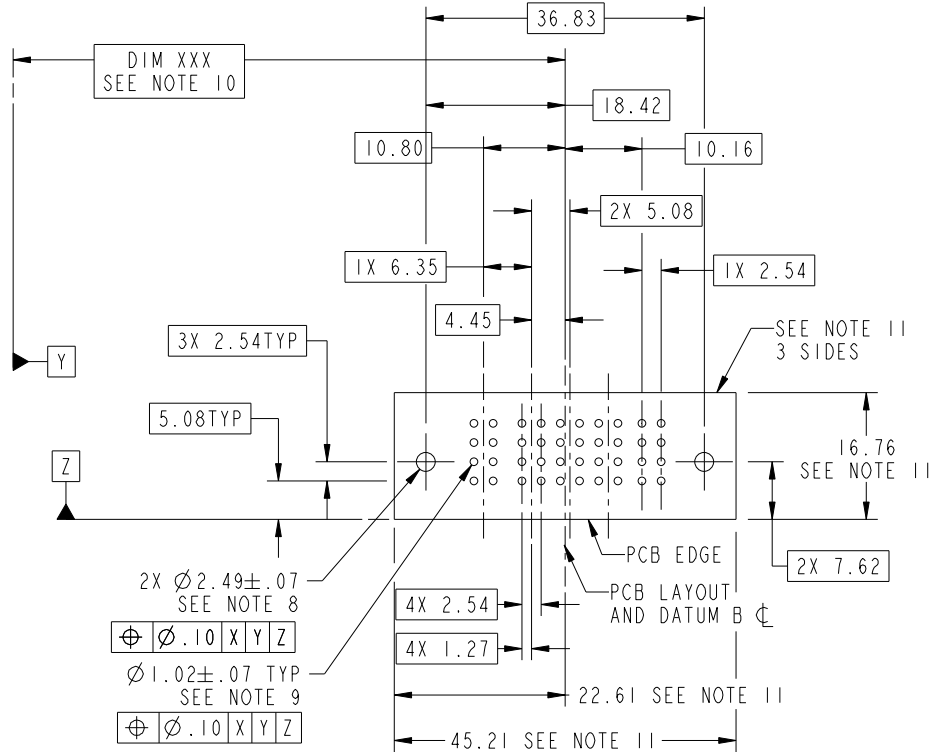 36.83
DIM XXX
SEE NOTE 10
18.42
10.80
10.16
2X 5.08
1X 6.35
1X 2.54
4.45
3X 2.54TYP
SEE NOTE 11
3 SIDES
Y
5.08TYP
Z
16.76
SEE NOTE 11
PCB EDGE
2X 7.62
2X Ø2.49±.07
SEE NOTE 8
⌖ Ø.10 X Y Z
4X 2.54
PCB LAYOUT
AND DATUM B ℄
4X 1.27
Ø1.02±.07 TYP
SEE NOTE 9
⌖ Ø.10 X Y Z
22.61 SEE NOTE 11
45.21 SEE NOTE 11